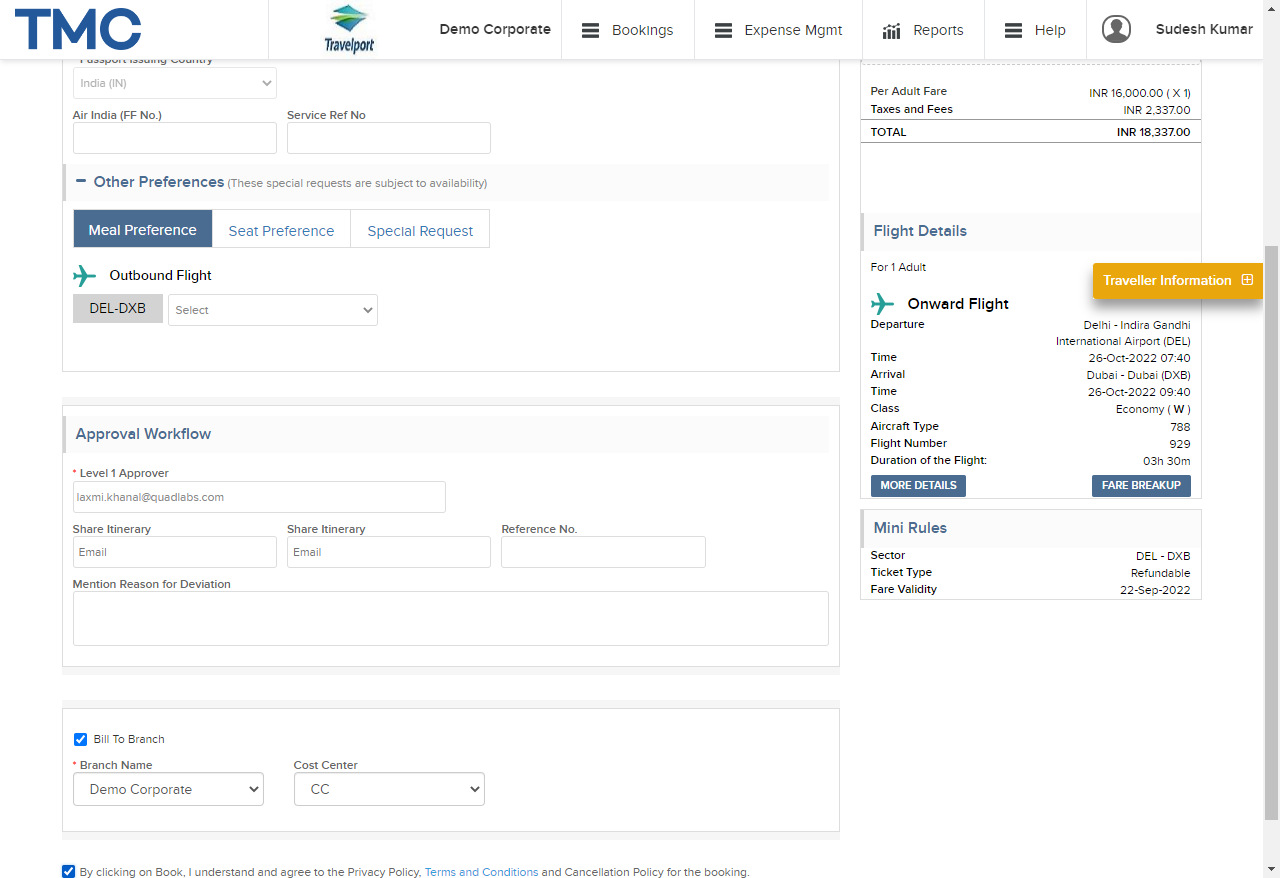 TMC
Travelport
Demo Corporate
Bookings
Expense Mgmt
Reports
Help
Sudesh Kumar
* Passport Issuing Country
India (IN)
Air India (FF No.)
Service Ref No
Other Preferences (These special requests are subject to availability)
Meal Preference
Seat Preference
Special Request
Outbound Flight
DEL-DXB
Select
Approval Workflow
* Level 1 Approver
laxmi.khanal@quadlabs.com
Share Itinerary
Share Itinerary
Reference No.
Email
Email
Mention Reason for Deviation
Bill To Branch
* Branch Name
Cost Center
Demo Corporate
CC
By clicking on Book, I understand and agree to the Privacy Policy, Terms and Conditions and Cancellation Policy for the booking.
Per Adult Fare INR 16,000.00 ( X 1)
Taxes and Fees INR 2,337.00
TOTAL INR 18,337.00
Flight Details
For 1 Adult
Traveller Information
Onward Flight
Departure Delhi - Indira Gandhi
International Airport (DEL)
Time 26-Oct-2022 07:40
Arrival Dubai - Dubai (DXB)
Time 26-Oct-2022 09:40
Class Economy ( W )
Aircraft Type 788
Flight Number 929
Duration of the Flight: 03h 30m
MORE DETAILS
FARE BREAKUP
Mini Rules
Sector DEL - DXB
Ticket Type Refundable
Fare Validity 22-Sep-2022